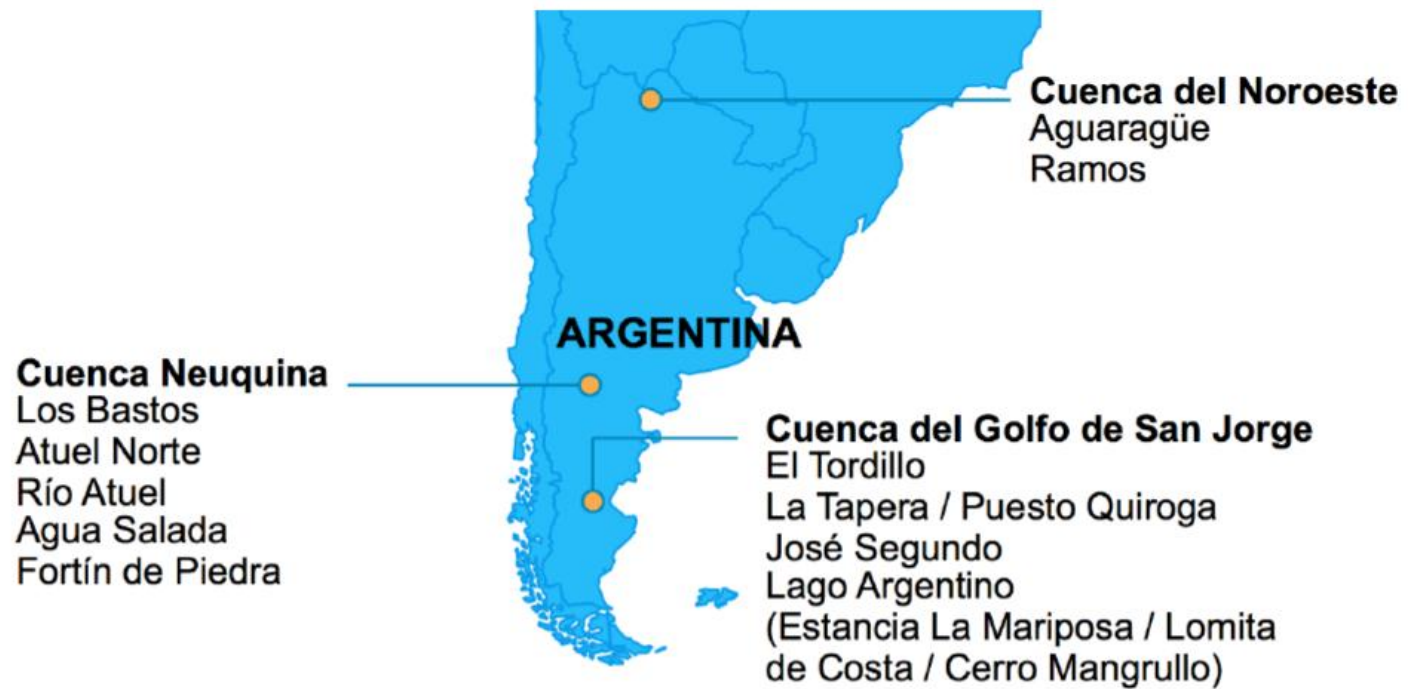 Cuenca del Noroeste
Aguaragüe
Ramos
ARGENTINA
Cuenca Neuquina
Los Bastos
Atuel Norte
Río Atuel
Agua Salada
Fortín de Piedra
Cuenca del Golfo de San Jorge
El Tordillo
La Tapera / Puesto Quiroga
José Segundo
Lago Argentino
(Estancia La Mariposa / Lomita
de Costa / Cerro Mangrullo)